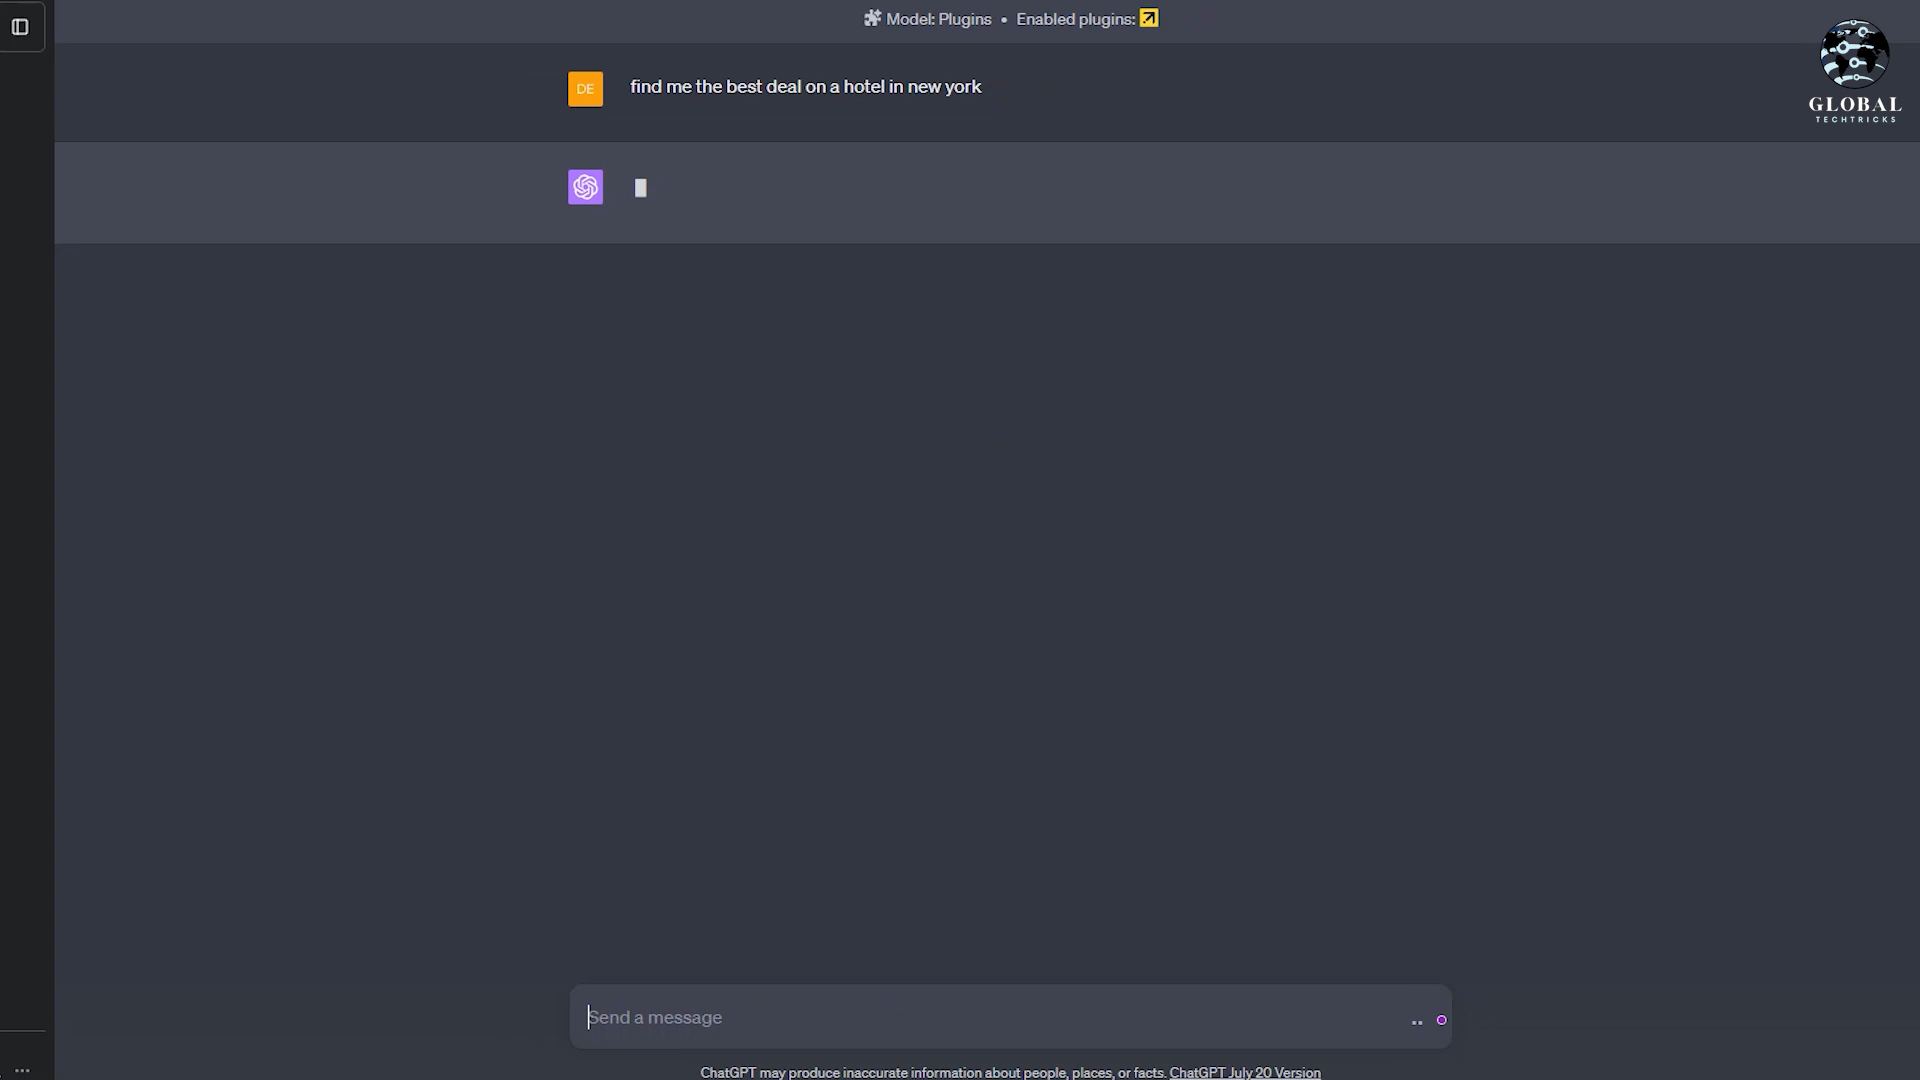 Model: Plugins • Enabled plugins:
GLOBAL
TECHTRICKS
DE
find me the best deal on a hotel in new york
Send a message
ChatGPT may produce inaccurate information about people, places, or facts. ChatGPT July 20 Version